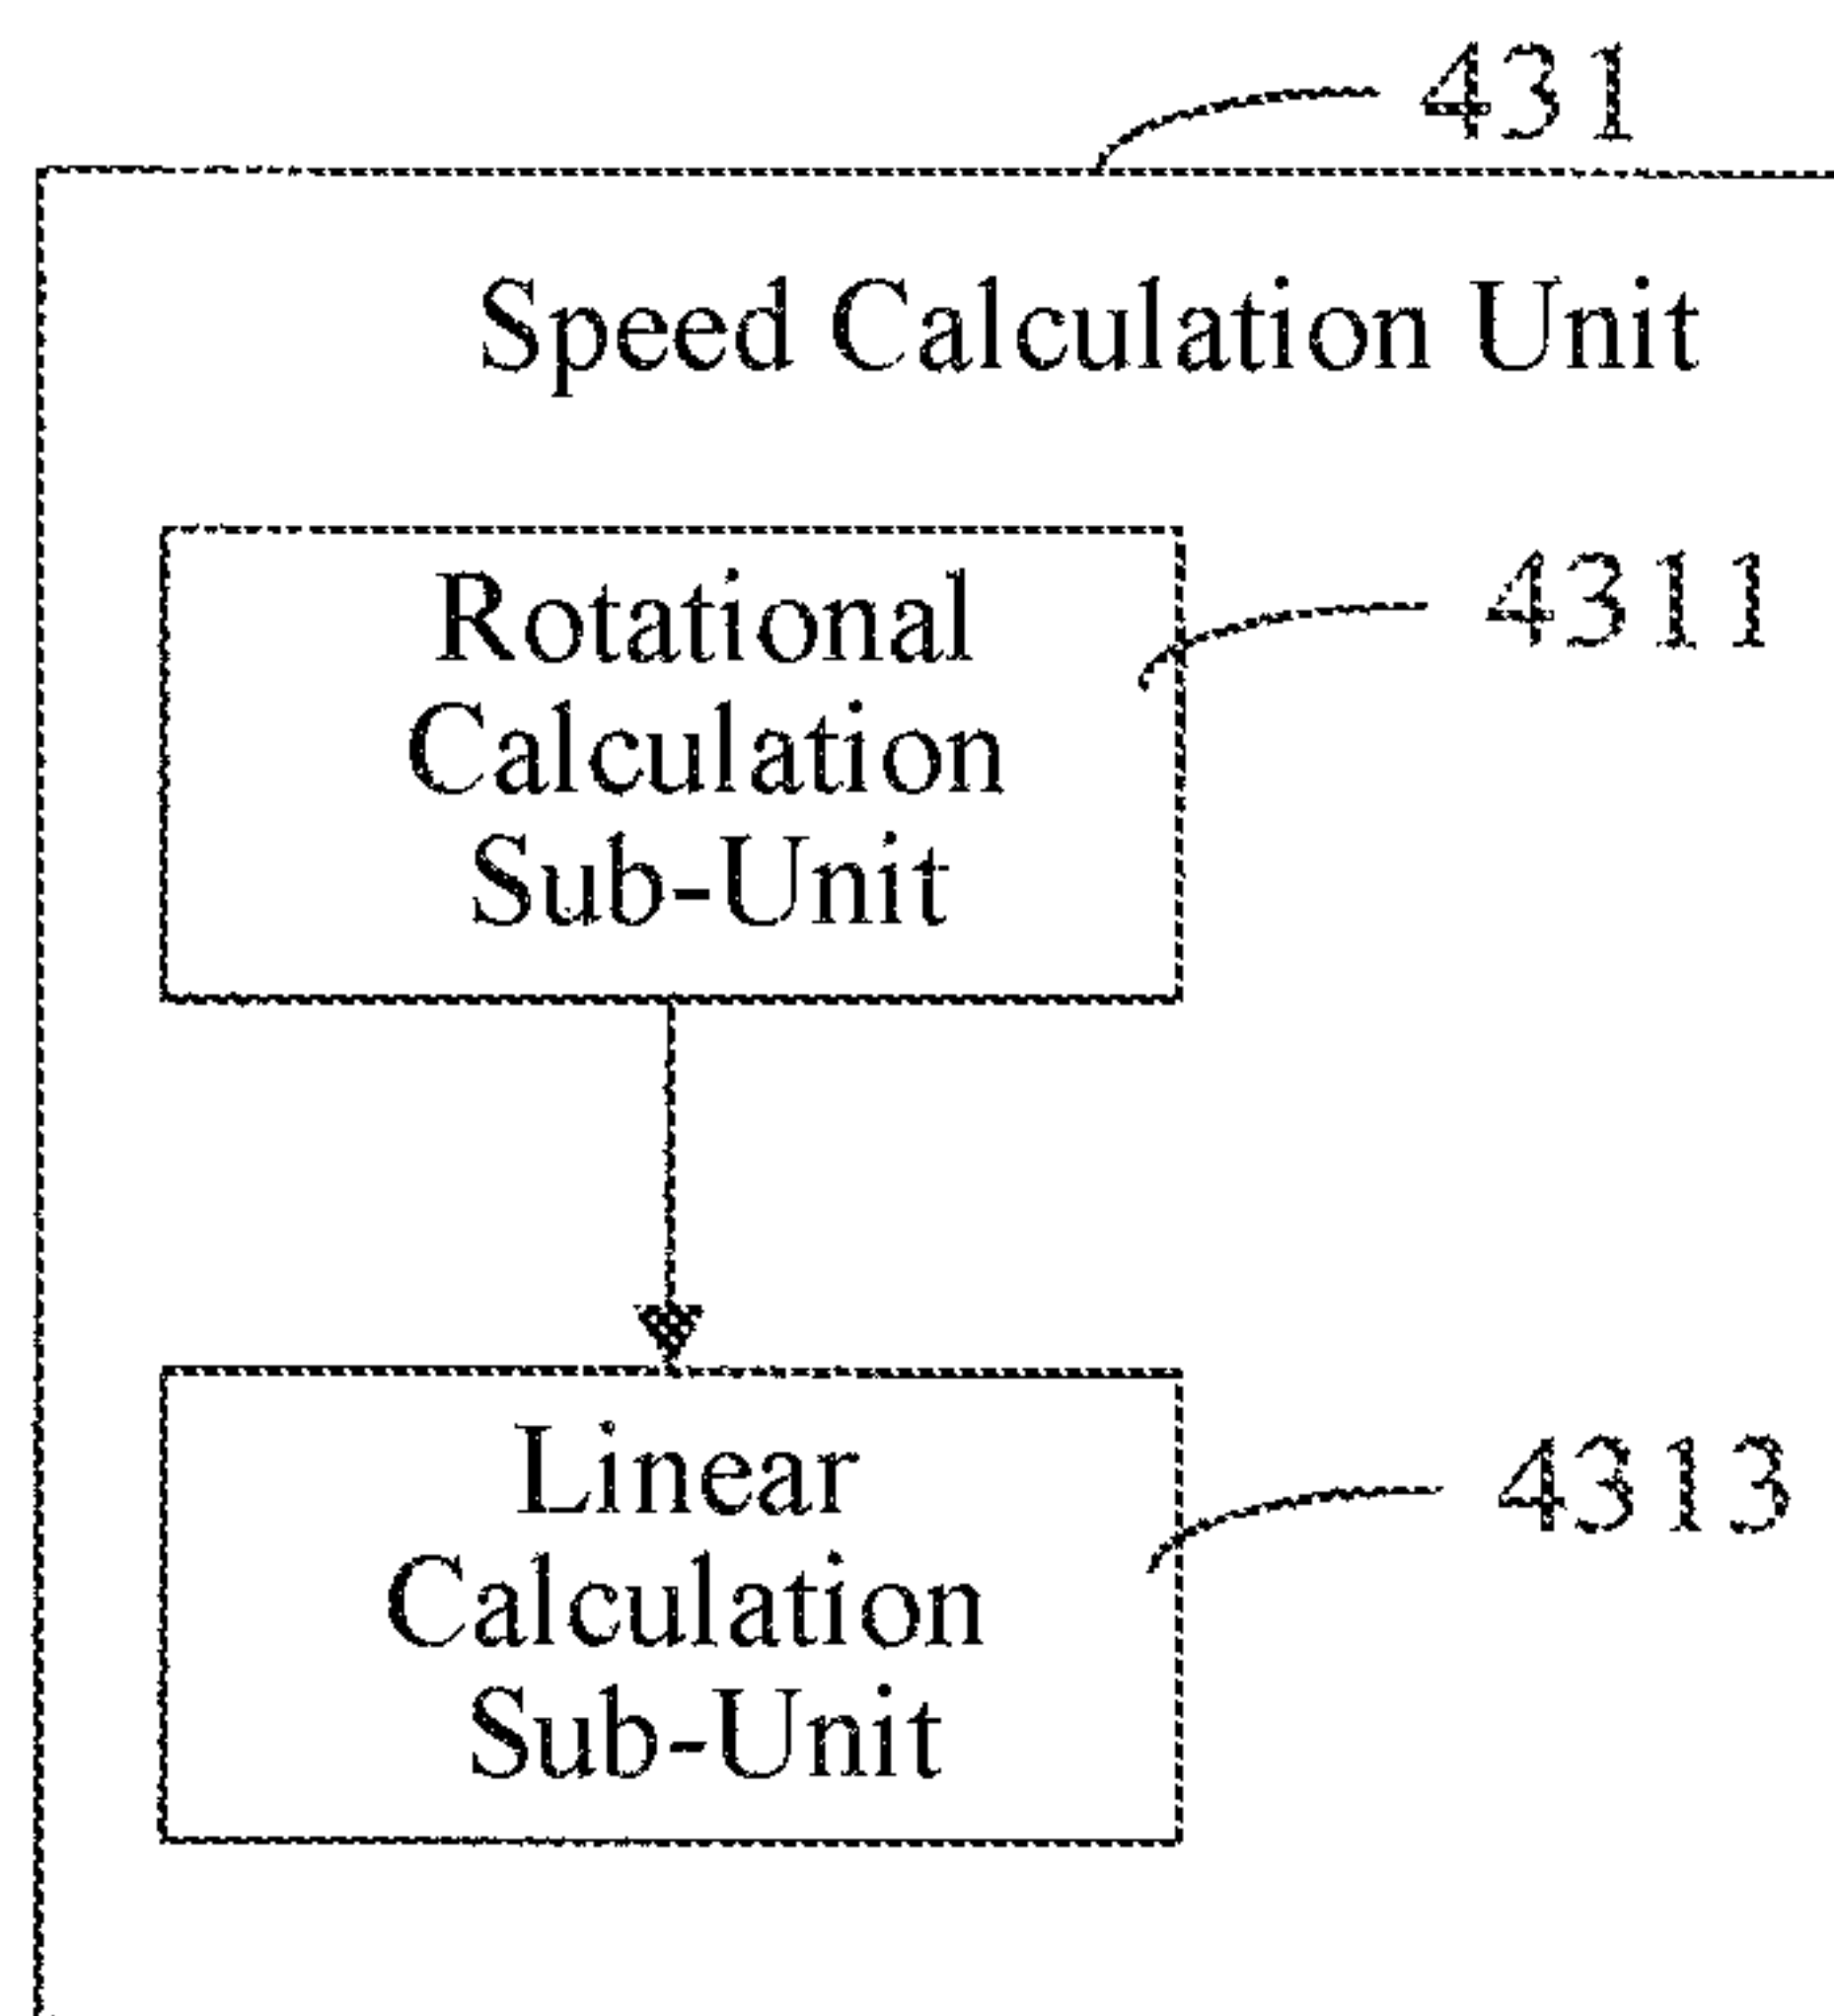 431
Speed Calculation Unit
Rotational
Calculation
Sub-Unit
4311
Linear
Calculation
Sub-Unit
4313